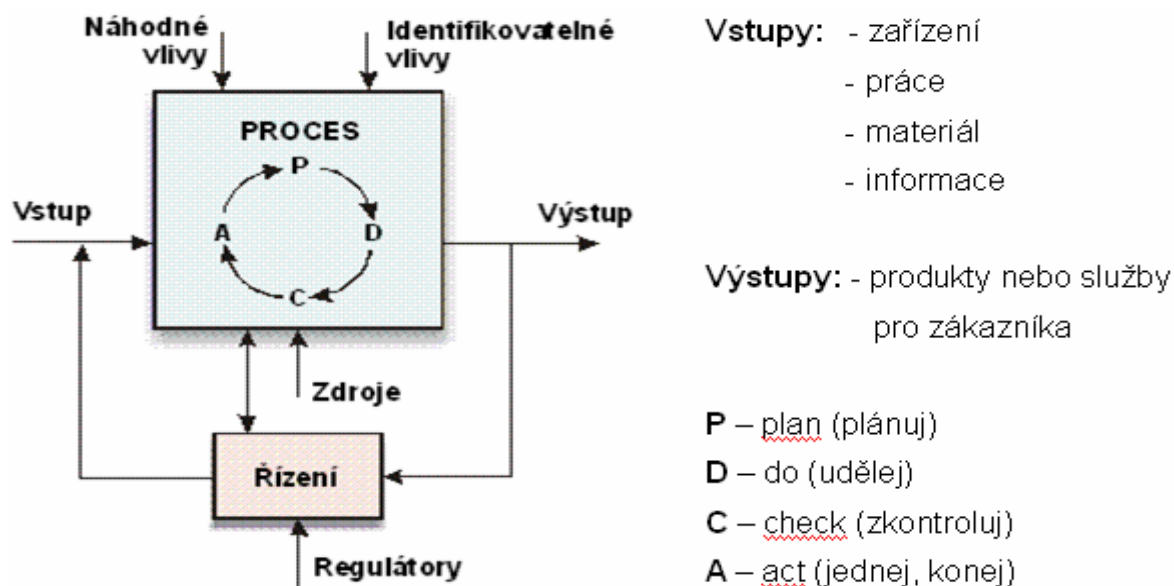 Náhodné
vlivy
Identifikovatelné
vlivy
PROCES
P
D
C
A
Vstup
Výstup
Zdroje
Řízení
Regulátory
Vstupy: - zařízení
- práce
- materiál
- informace
Výstupy: - produkty nebo služby
pro zákazníka
P – plan (plánuj)
D – do (udělej)
C – check (zkontroluj)
A – act (jednej, konej)